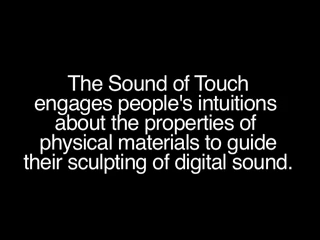 The Sound of Touch
engages people's intuitions
about the properties of
physical materials to guide
their sculpting of digital sound.